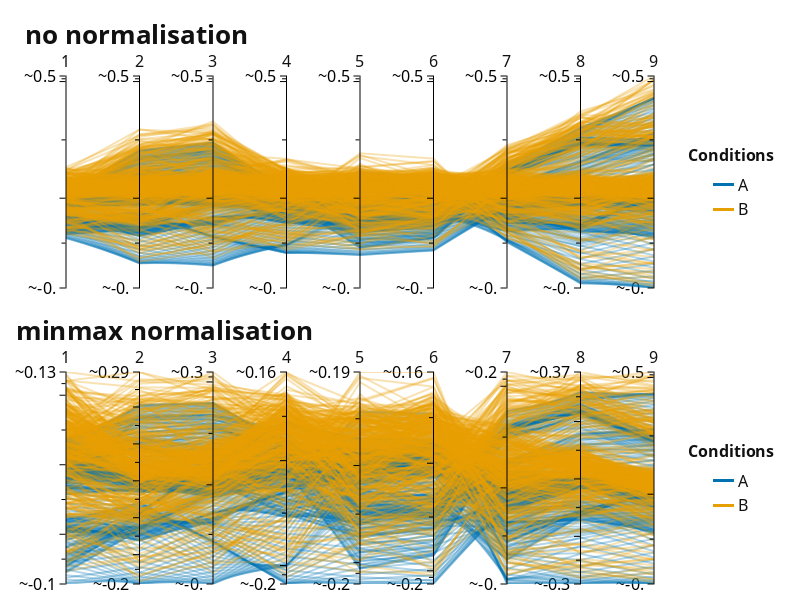 no normalisation
1 2 3 4 5 6 7 8 9
~0.5 ~0.5 ~0.5 ~0.5 ~0.5 ~0.5 ~0.5 ~0.5 ~0.5
Conditions
A
B
~-0. ~-0. ~-0. ~-0. ~-0. ~-0. ~-0. ~-0. ~-0.
minmax normalisation
1 2 3 4 5 6 7 8 9
~0.13 ~0.29 ~0.3 ~0.16 ~0.19 ~0.16 ~0.2 ~0.37 ~0.5
Conditions
A
B
~-0.1 ~-0.2 ~-0. ~-0.2 ~-0.2 ~-0.2 ~-0. ~-0.3 ~-0.